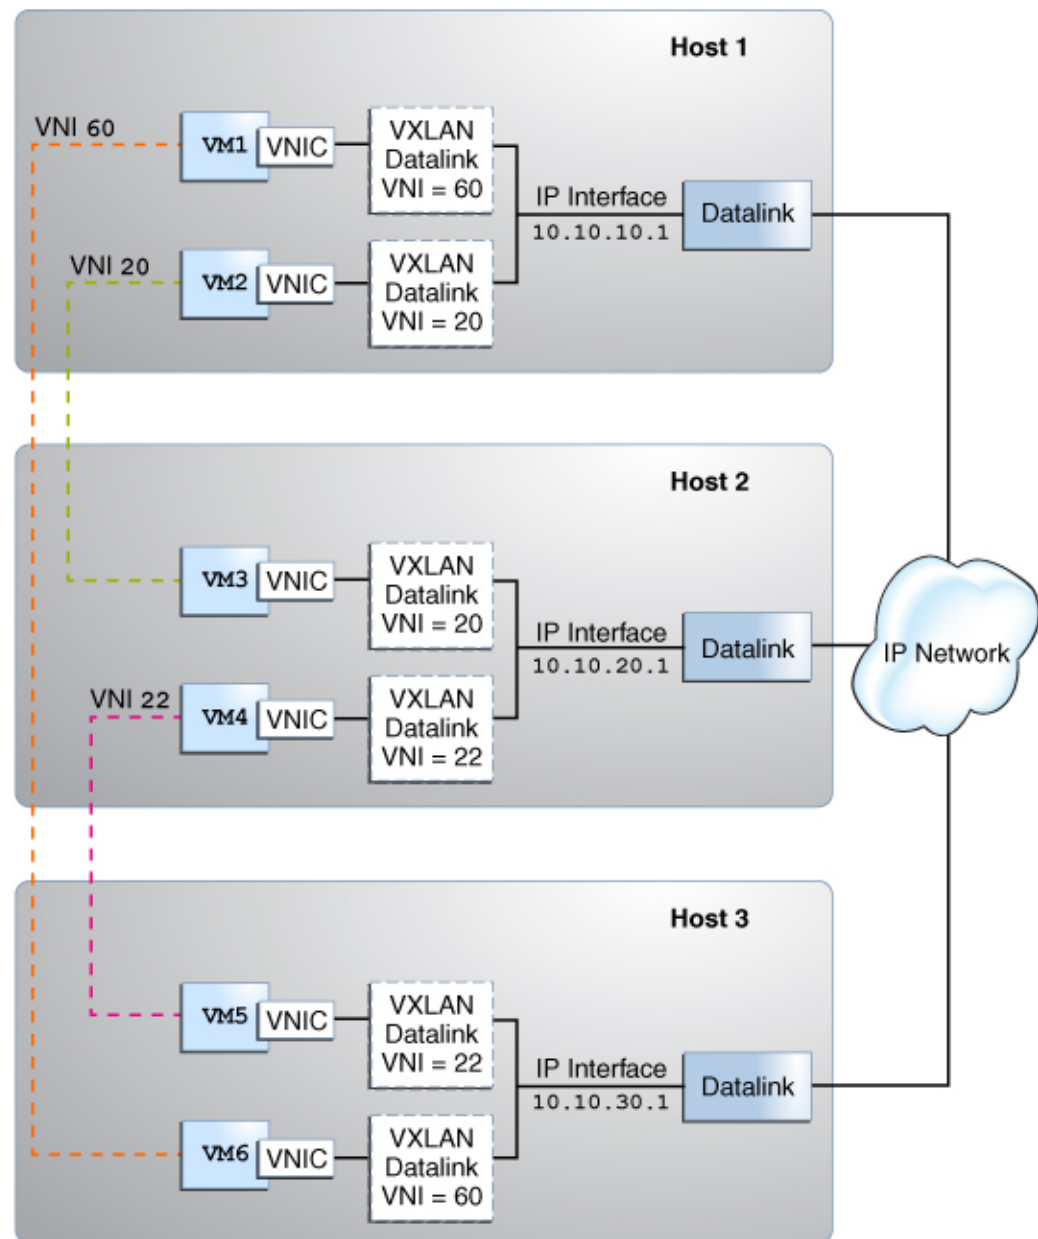 Host 1
VNI 60
VM1
VNIC
VXLAN
Datalink
VNI = 60
IP Interface
10.10.10.1
Datalink
VNI 20
VM2
VNIC
VXLAN
Datalink
VNI = 20
Host 2
VM3
VNIC
VXLAN
Datalink
VNI = 20
IP Interface
10.10.20.1
Datalink
IP Network
VNI 22
VM4
VNIC
VXLAN
Datalink
VNI = 22
Host 3
VM5
VNIC
VXLAN
Datalink
VNI = 22
IP Interface
10.10.30.1
Datalink
VM6
VNIC
VXLAN
Datalink
VNI = 60